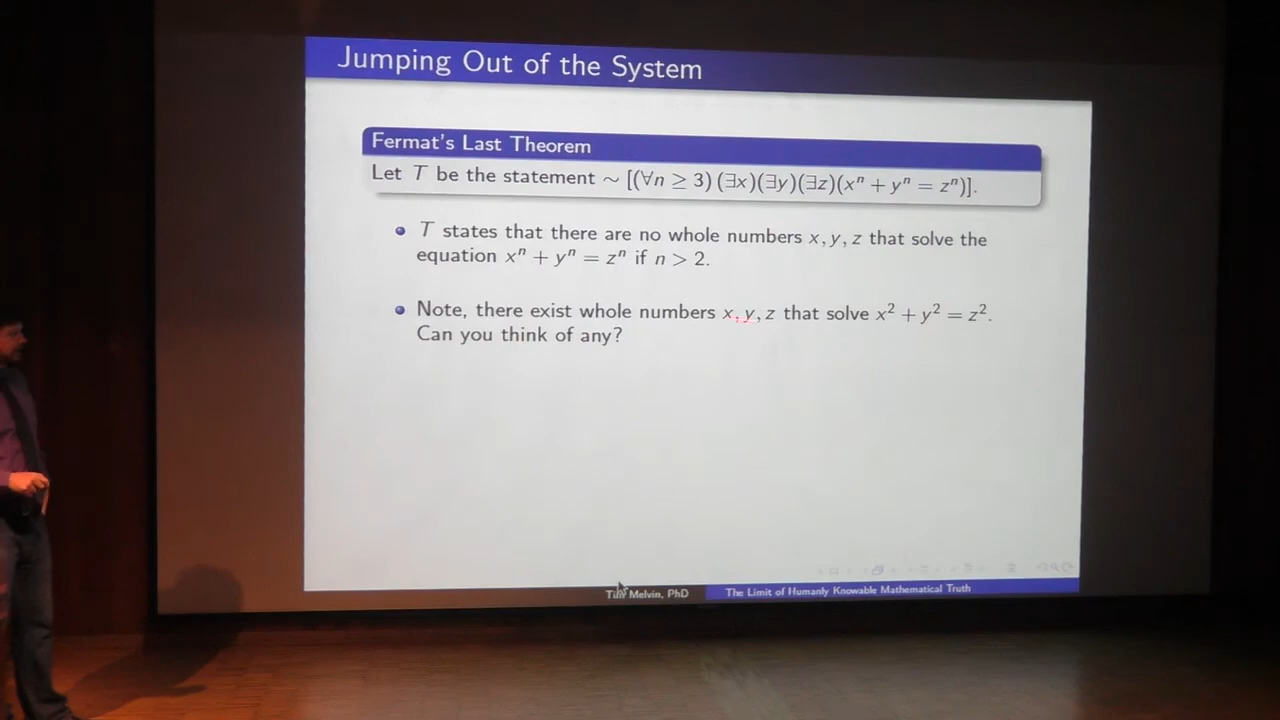 Jumping Out of the System
Fermat's Last Theorem
Let T be the statement ∼ [(∀n ≥ 3) (∃x)(∃y)(∃z)(xⁿ + yⁿ = zⁿ)].
T states that there are no whole numbers x, y, z that solve the
equation xⁿ + yⁿ = zⁿ if n > 2.
Note, there exist whole numbers x, y, z that solve x² + y² = z².
Can you think of any?
Tim Melvin, PhD
The Limit of Humanly Knowable Mathematical Truth